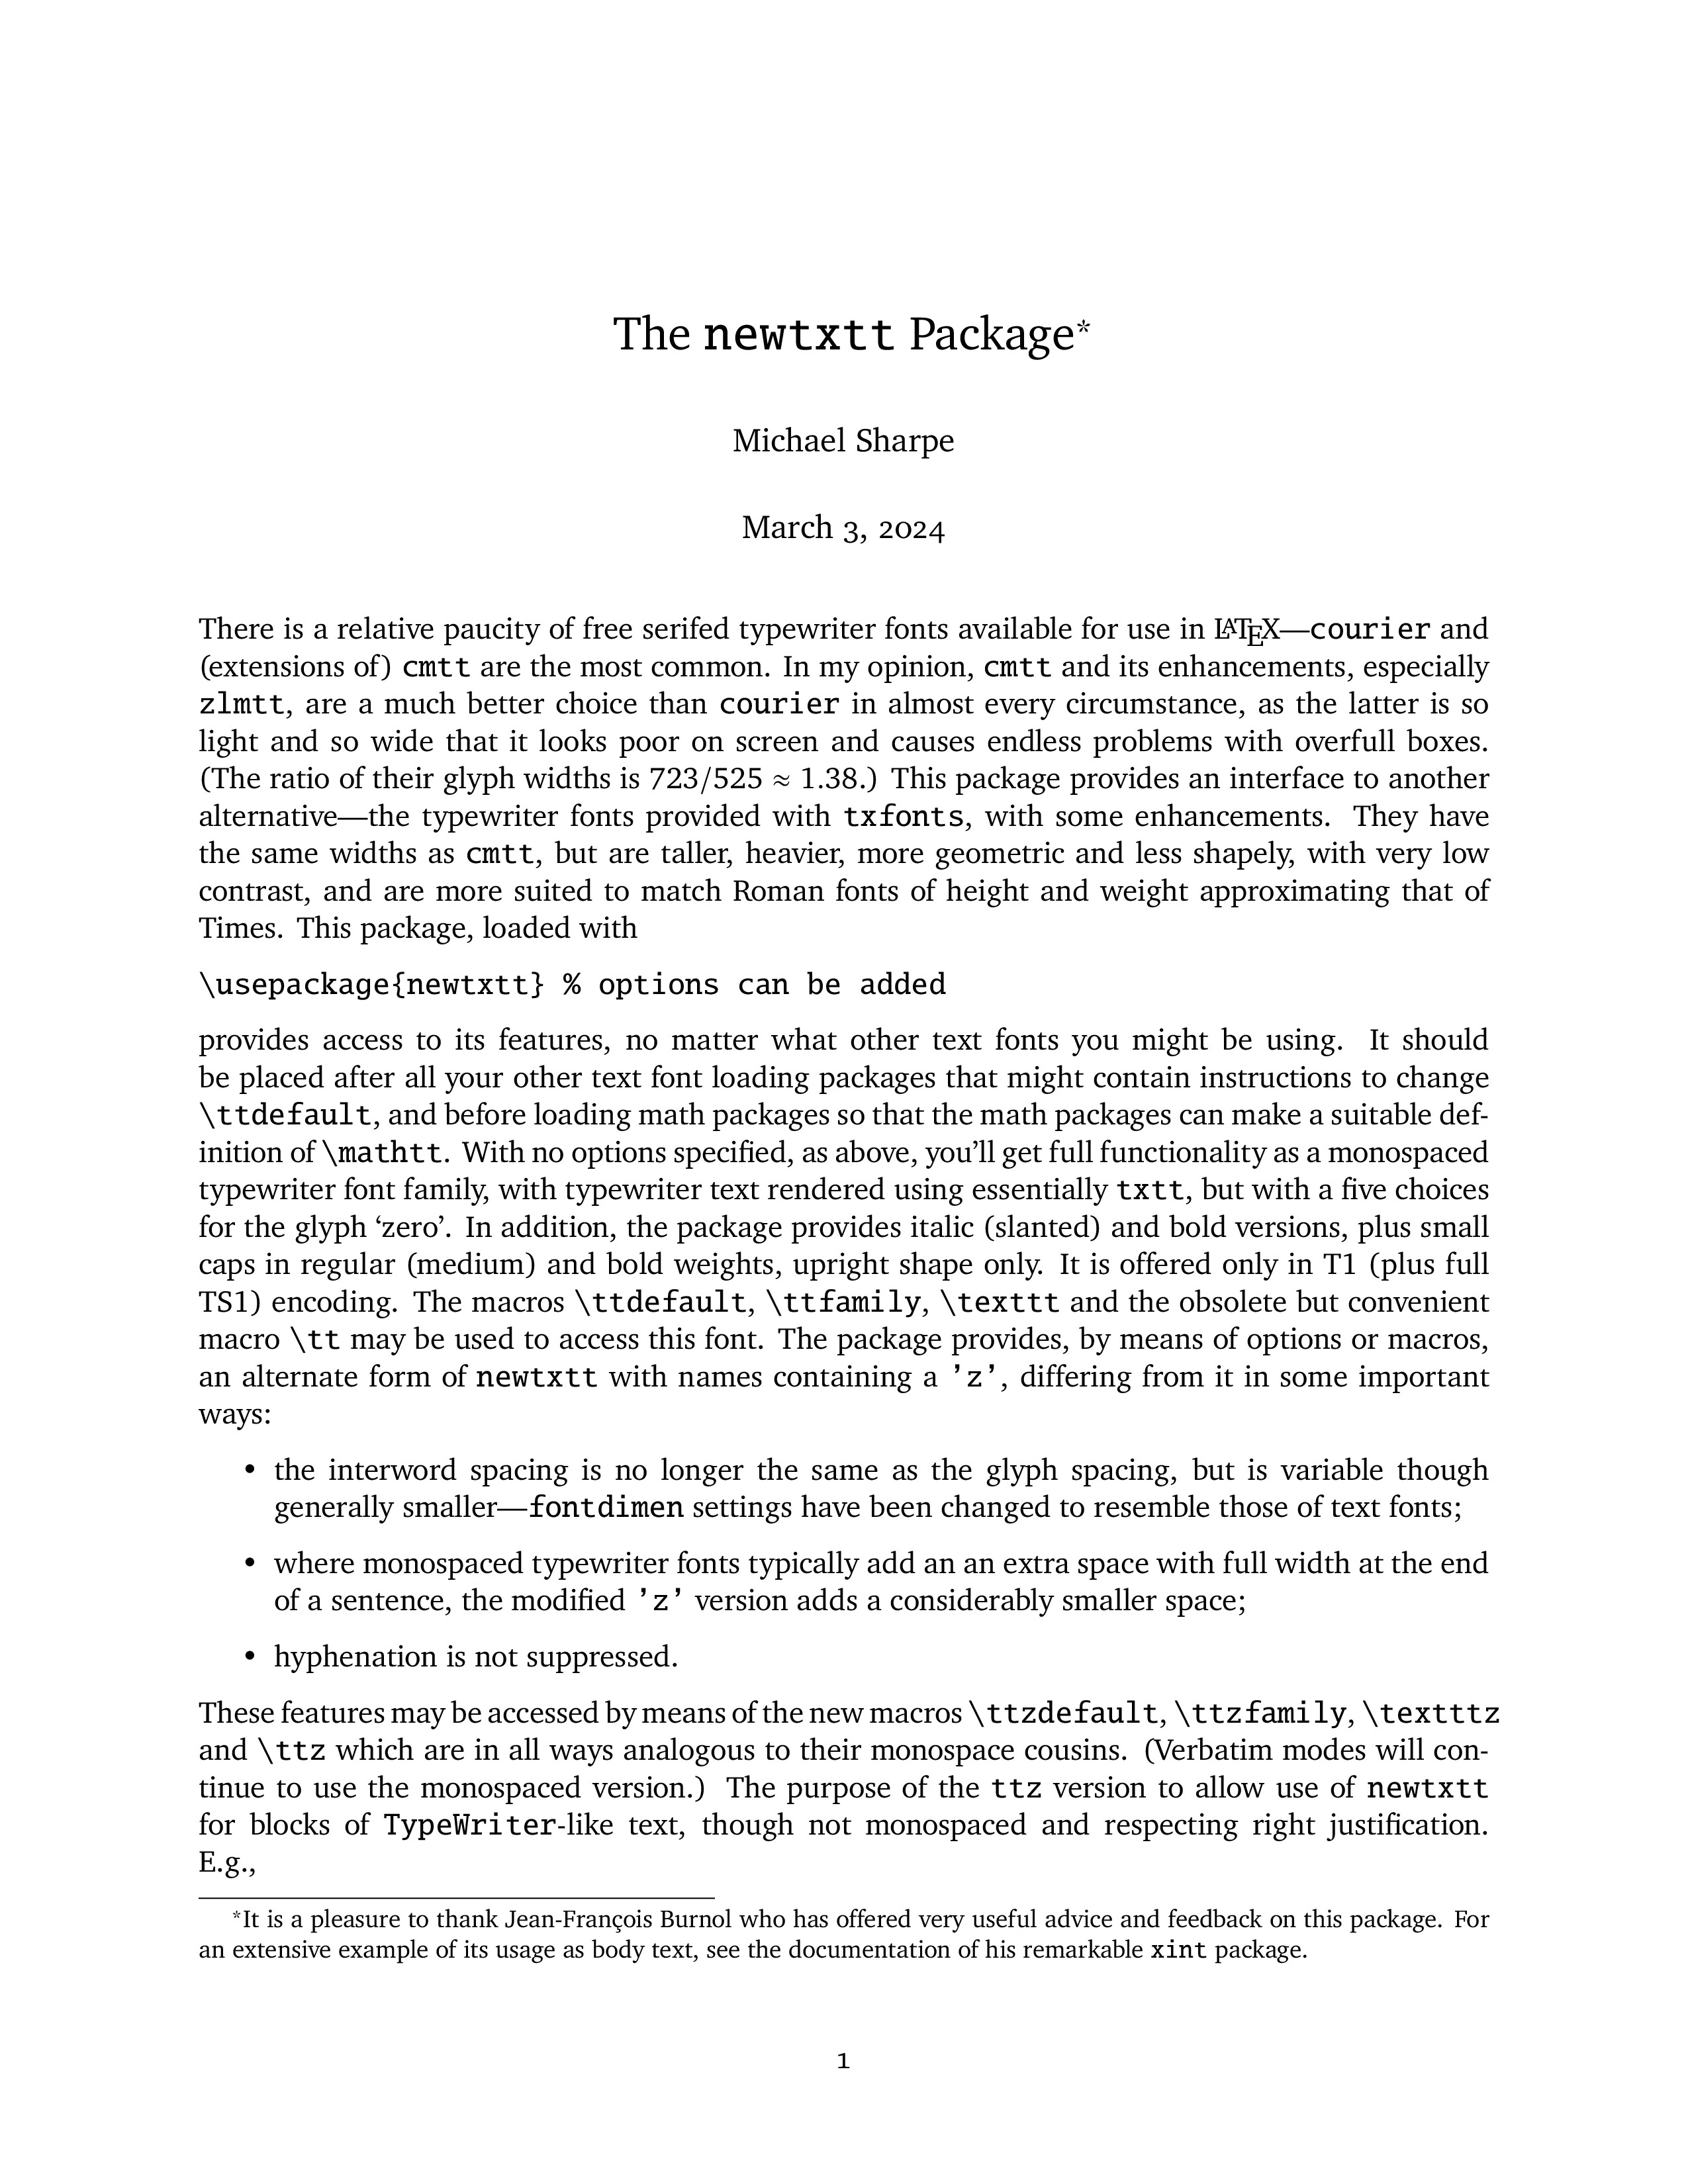 The newtxtt Package*
Michael Sharpe
March 3, 2024
There is a relative paucity of free serifed typewriter fonts available for use in LATEX—courier and
(extensions of) cmtt are the most common. In my opinion, cmtt and its enhancements, especially
zlmtt, are a much better choice than courier in almost every circumstance, as the latter is so
light and so wide that it looks poor on screen and causes endless problems with overfull boxes.
(The ratio of their glyph widths is 723/525 ≈ 1.38.) This package provides an interface to another
alternative—the typewriter fonts provided with txfonts, with some enhancements. They have
the same widths as cmtt, but are taller, heavier, more geometric and less shapely, with very low
contrast, and are more suited to match Roman fonts of height and weight approximating that of
Times. This package, loaded with
\usepackage{newtxtt} % options can be added
provides access to its features, no matter what other text fonts you might be using. It should
be placed after all your other text font loading packages that might contain instructions to change
\ttdefault, and before loading math packages so that the math packages can make a suitable def-
inition of \mathtt. With no options specified, as above, you'll get full functionality as a monospaced
typewriter font family, with typewriter text rendered using essentially txtt, but with a five choices
for the glyph ‘zero’. In addition, the package provides italic (slanted) and bold versions, plus small
caps in regular (medium) and bold weights, upright shape only. It is offered only in T1 (plus full
TS1) encoding. The macros \ttdefault, \ttfamily, \texttt and the obsolete but convenient
macro \tt may be used to access this font. The package provides, by means of options or macros,
an alternate form of newtxtt with names containing a ’z’, differing from it in some important
ways:
• the interword spacing is no longer the same as the glyph spacing, but is variable though
generally smaller—fontdimen settings have been changed to resemble those of text fonts;
• where monospaced typewriter fonts typically add an an extra space with full width at the end
of a sentence, the modified ’z’ version adds a considerably smaller space;
• hyphenation is not suppressed.
These features may be accessed by means of the new macros \ttzdefault, \ttzfamily, \textttz
and \ttz which are in all ways analogous to their monospace cousins. (Verbatim modes will con-
tinue to use the monospaced version.) The purpose of the ttz version to allow use of newtxtt
for blocks of TypeWriter-like text, though not monospaced and respecting right justification.
E.g.,
*It is a pleasure to thank Jean-François Burnol who has offered very useful advice and feedback on this package. For
an extensive example of its usage as body text, see the documentation of his remarkable xint package.
1